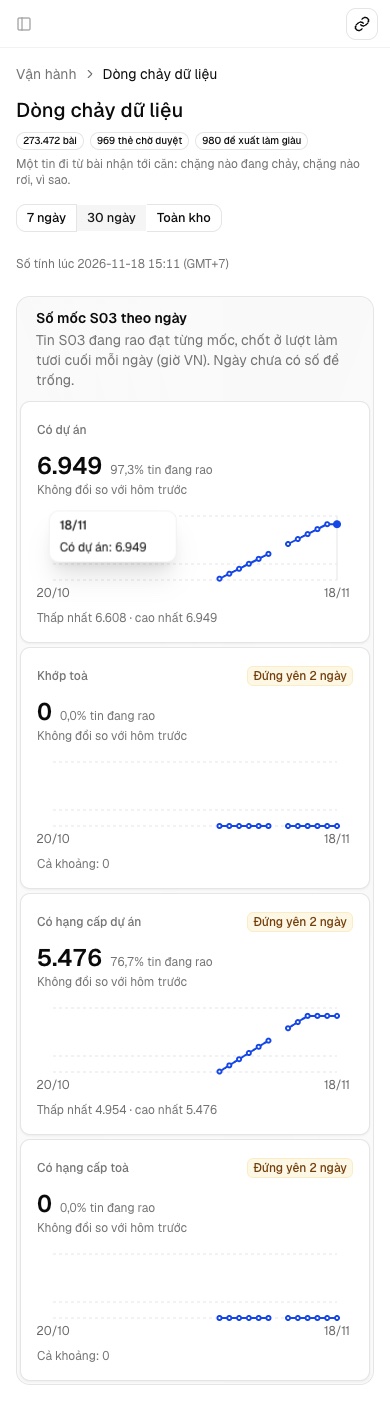 Vận hành > Dòng chảy dữ liệu
Dòng chảy dữ liệu
273.472 bài 969 thẻ chờ duyệt 980 đề xuất làm giàu
Một tin đi từ bài nhận tới căn: chặng nào đang chảy, chặng nào
rơi, vì sao.
7 ngày 30 ngày Toàn kho
Số tính lúc 2026-11-18 15:11 (GMT+7)
Số mốc S03 theo ngày
Tin S03 đang rao đạt từng mốc, chốt ở lượt làm
tươi cuối mỗi ngày (giờ VN). Ngày chưa có số để
trống.
Có dự án
6.949 97,3% tin đang rao
Không đổi so với hôm trước
18/11
Có dự án: 6.949
20/10 18/11
Thấp nhất 6.608 · cao nhất 6.949
Khớp toà Đứng yên 2 ngày
0 0,0% tin đang rao
Không đổi so với hôm trước
20/10 18/11
Cả khoảng: 0
Có hạng cấp dự án Đứng yên 2 ngày
5.476 76,7% tin đang rao
Không đổi so với hôm trước
20/10 18/11
Thấp nhất 4.954 · cao nhất 5.476
Có hạng cấp toà Đứng yên 2 ngày
0 0,0% tin đang rao
Không đổi so với hôm trước
20/10 18/11
Cả khoảng: 0